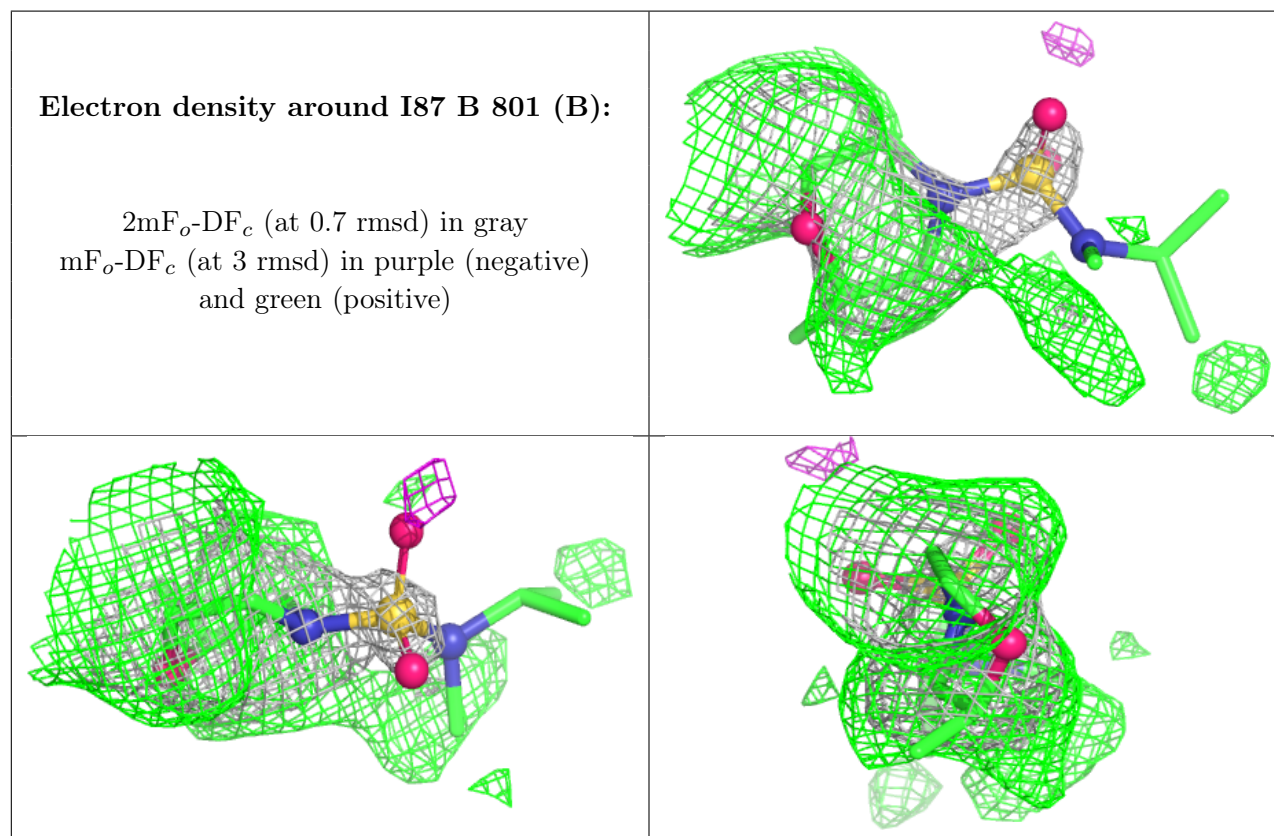 Electron density around I87 B 801 (B):
2mFₒ-DF𝒸 (at 0.7 rmsd) in gray
mFₒ-DF𝒸 (at 3 rmsd) in purple (negative)
and green (positive)